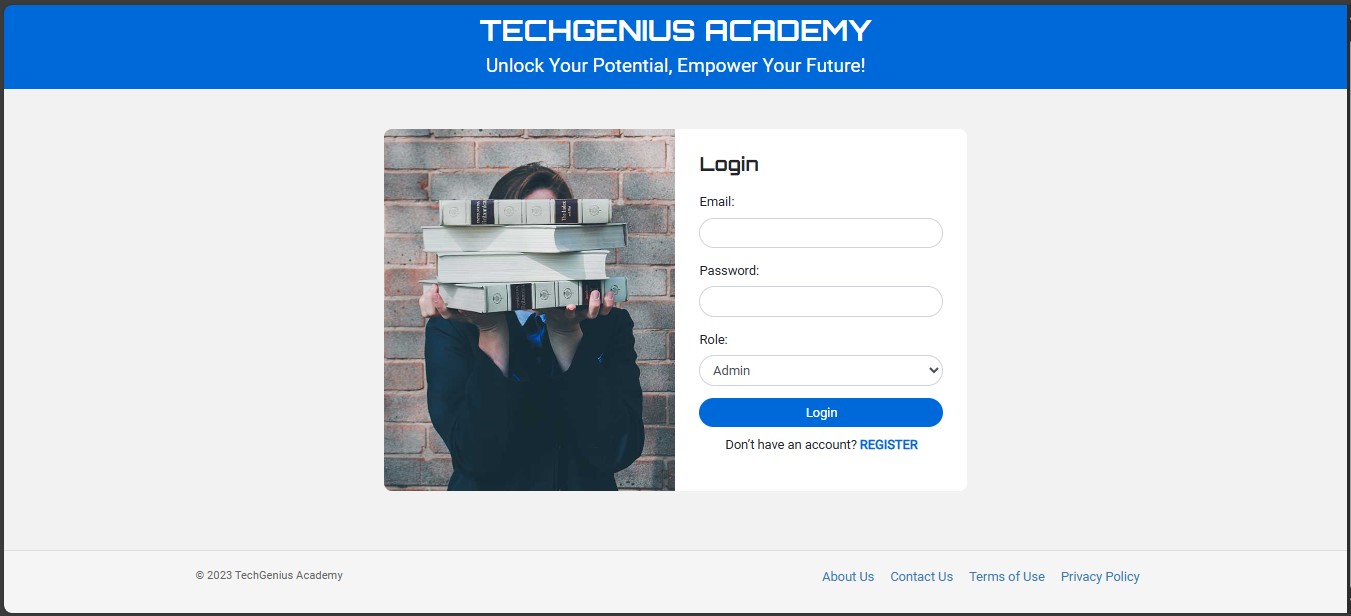 TECHGENIUS ACADEMY
Unlock Your Potential, Empower Your Future!
Login
Email:
Password:
Role:
Admin
Login
Don't have an account? REGISTER
© 2023 TechGenius Academy
About Us Contact Us Terms of Use Privacy Policy